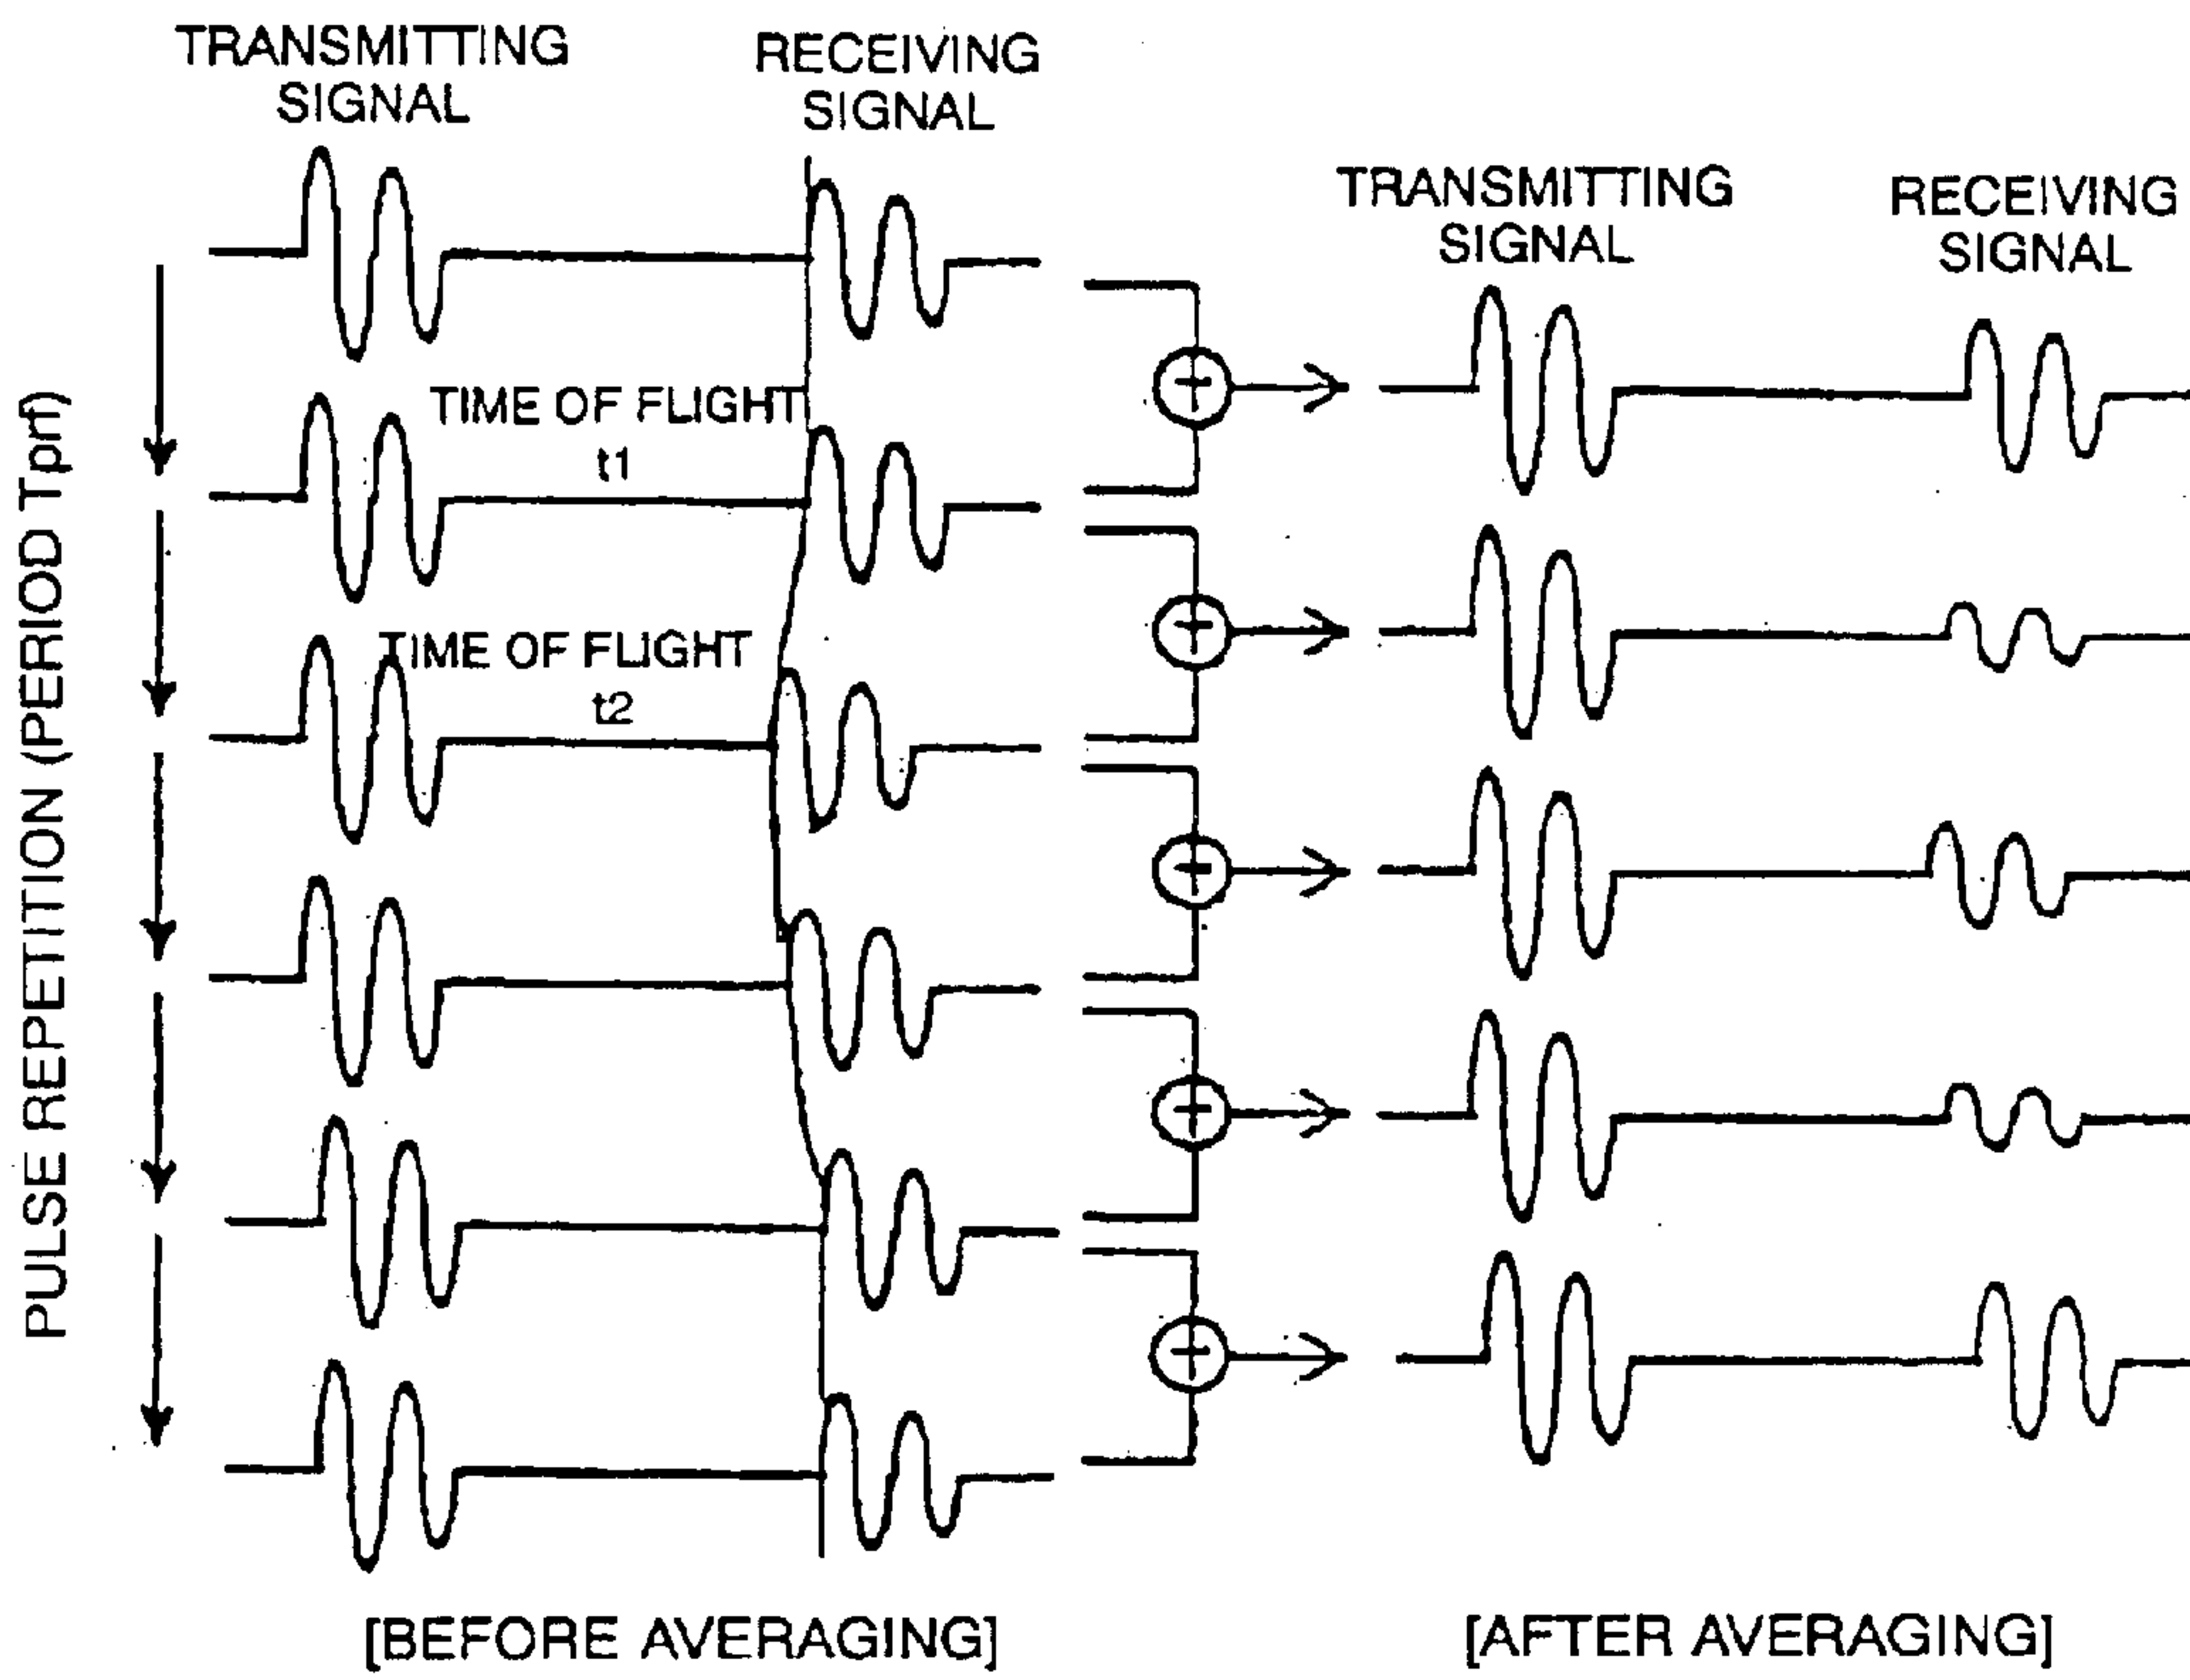 TRANSMITTING
SIGNAL
RECEIVING
SIGNAL
TRANSMITTING
SIGNAL
RECEIVING
SIGNAL
PULSE REPETITION (PERIOD Tprf)
TIME OF FLIGHT
t1
TIME OF FLIGHT
t2
[BEFORE AVERAGING]
[AFTER AVERAGING]